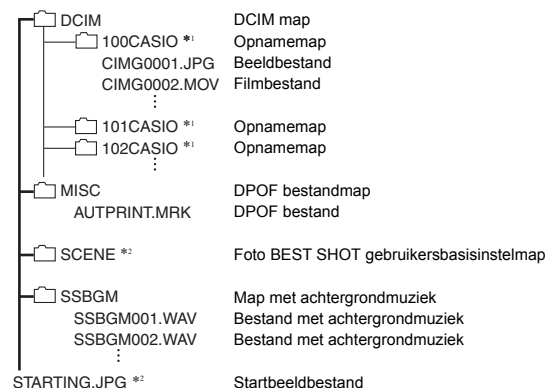 DCIM DCIM map
100CASIO *1 Opnamemap
CIMG0001.JPG Beeldbestand
CIMG0002.MOV Filmbestand
101CASIO *1 Opnamemap
102CASIO *1 Opnamemap
MISC DPOF bestandmap
AUTPRINT.MRK DPOF bestand
SCENE *2 Foto BEST SHOT gebruikersbasisinstelmap
SSBGM Map met achtergrondmuziek
SSBGM001.WAV Bestand met achtergrondmuziek
SSBGM002.WAV Bestand met achtergrondmuziek
STARTING.JPG *2 Startbeeldbestand